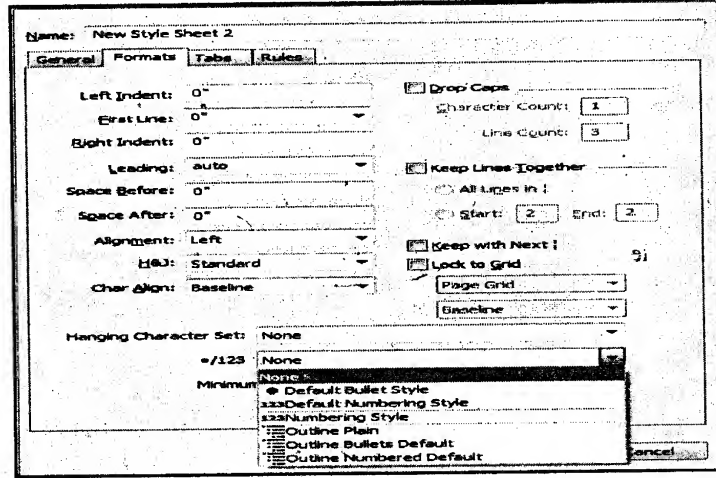 Name: New Style Sheet 2
General Formats Tabs Rules
Left Indent: 0"
First Line: 0"
Right Indent: 0"
Leading: auto
Space Before: 0"
Space After: 0"
Alignment: Left
H&J: Standard
Char Align: Baseline
Drop Caps
Character Count: 1
Line Count: 3
Keep Lines Together
All Lines in ¶
Start: 2 End: 2
Keep with Next ¶
Lock to Grid
Page Grid
Baseline
Hanging Character Set: None
•/123 None
Minimum
None
Default Bullet Style
123 Default Numbering Style
123 Numbering Style
Outline Plain
Outline Bullets Default
Outline Numbered Default
Cancel